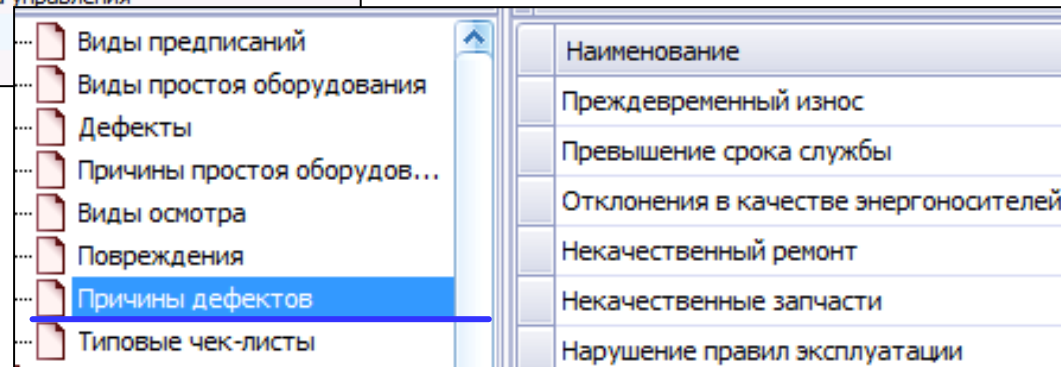 управления
Виды предписаний
Виды простоя оборудования
Дефекты
Причины простоя оборудов...
Виды осмотра
Повреждения
Причины дефектов
Типовые чек-листы
Наименование
Преждевременный износ
Превышение срока службы
Отклонения в качестве энергоносителей
Некачественный ремонт
Некачественные запчасти
Нарушение правил эксплуатации